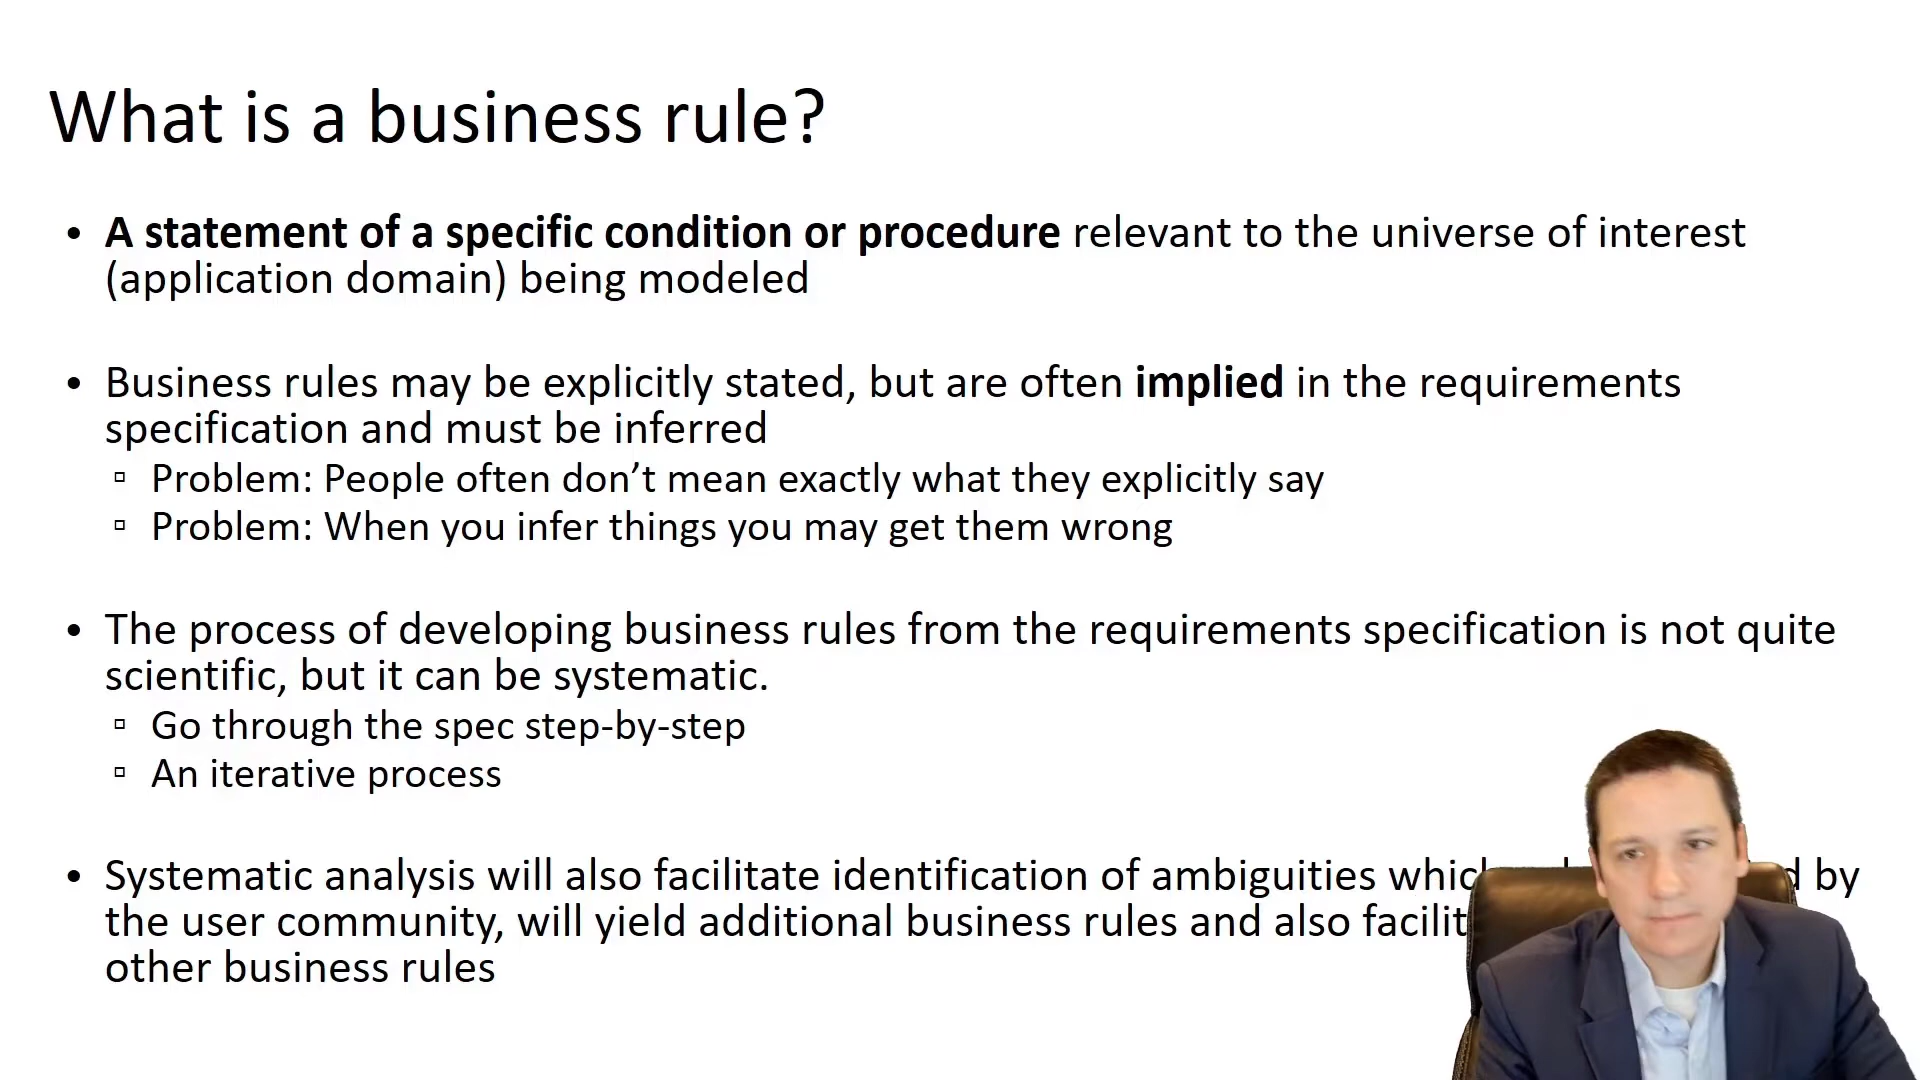 What is a business rule?
• A statement of a specific condition or procedure relevant to the universe of interest
(application domain) being modeled
• Business rules may be explicitly stated, but are often implied in the requirements
specification and must be inferred
▫ Problem: People often don’t mean exactly what they explicitly say
▫ Problem: When you infer things you may get them wrong
• The process of developing business rules from the requirements specification is not quite
scientific, but it can be systematic.
▫ Go through the spec step-by-step
▫ An iterative process
• Systematic analysis will also facilitate identification of ambiguities by
the user community, will yield additional business rules and also
other business rules